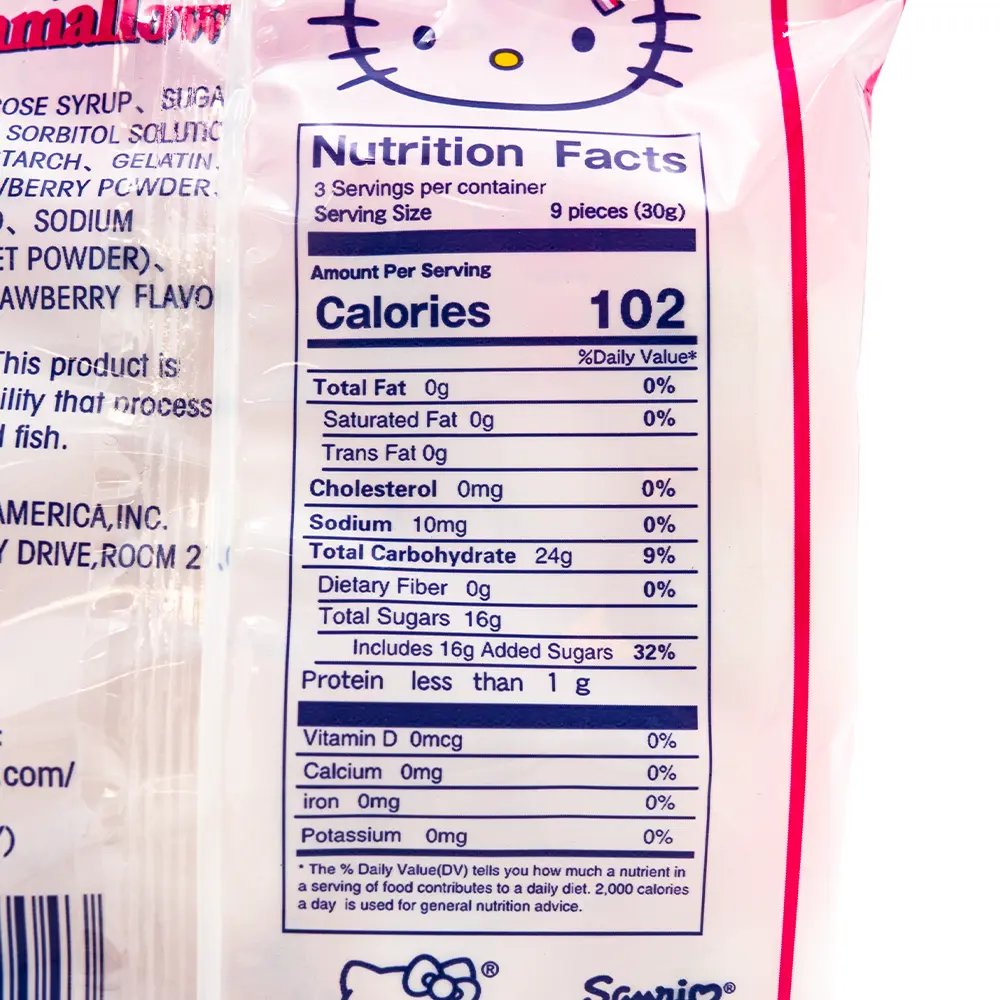 mallow
OSE SYRUP、SUGA
SORBITOL SOLUTIO
TARCH、GELATIN、
BERRY POWDER、
、SODIUM
ET POWDER)、
AWBERRY FLAVO
This product is
ility that process
fish.
AMERICA,INC.
Y DRIVE,ROOM 2
.com/
Nutrition Facts
3 Servings per container
Serving Size 9 pieces (30g)
Amount Per Serving
Calories 102
%Daily Value*
Total Fat 0g 0%
Saturated Fat 0g 0%
Trans Fat 0g
Cholesterol 0mg 0%
Sodium 10mg 0%
Total Carbohydrate 24g 9%
Dietary Fiber 0g 0%
Total Sugars 16g
Includes 16g Added Sugars 32%
Protein less than 1 g
Vitamin D 0mcg 0%
Calcium 0mg 0%
iron 0mg 0%
Potassium 0mg 0%
* The % Daily Value(DV) tells you how much a nutrient in
a serving of food contributes to a daily diet. 2,000 calories
a day is used for general nutrition advice.
®
Sanrio®